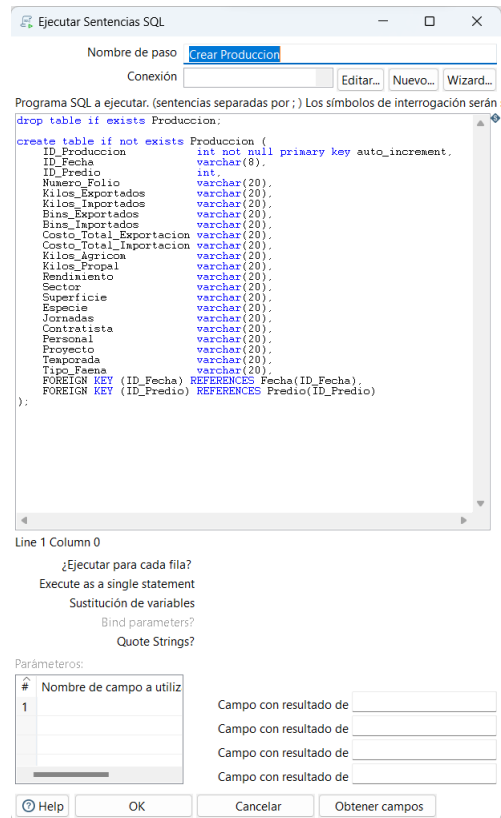 Ejecutar Sentencias SQL
Nombre de paso Crear Produccion
Conexión Editar... Nuevo... Wizard...
Programa SQL a ejecutar. (sentencias separadas por ; ) Los símbolos de interrogación serán
drop table if exists Produccion;
create table if not exists Produccion (
ID_Produccion int not null primary key auto_increment,
ID_Fecha varchar(8),
ID_Predio int,
Numero_Folio varchar(20),
Kilos_Exportados varchar(20),
Kilos_Importados varchar(20),
Bins_Exportados varchar(20),
Bins_Importados varchar(20),
Costo_Total_Exportacion varchar(20),
Costo_Total_Importacion varchar(20),
Kilos_Agricom varchar(20),
Kilos_Propal varchar(20),
Rendimiento varchar(20),
Sector varchar(20),
Superficie varchar(20),
Especie varchar(20),
Jornadas varchar(20),
Contratista varchar(20),
Personal varchar(20),
Proyecto varchar(20),
Temporada varchar(20),
Tipo_Faena varchar(20),
FOREIGN KEY (ID_Fecha) REFERENCES Fecha(ID_Fecha),
FOREIGN KEY (ID_Predio) REFERENCES Predio(ID_Predio)
);
Line 1 Column 0
¿Ejecutar para cada fila?
Execute as a single statement
Sustitución de variables
Bind parameters?
Quote Strings?
Parámeteros:
# Nombre de campo a utiliz
1
Campo con resultado de
Campo con resultado de
Campo con resultado de
Campo con resultado de
Help OK Cancelar Obtener campos